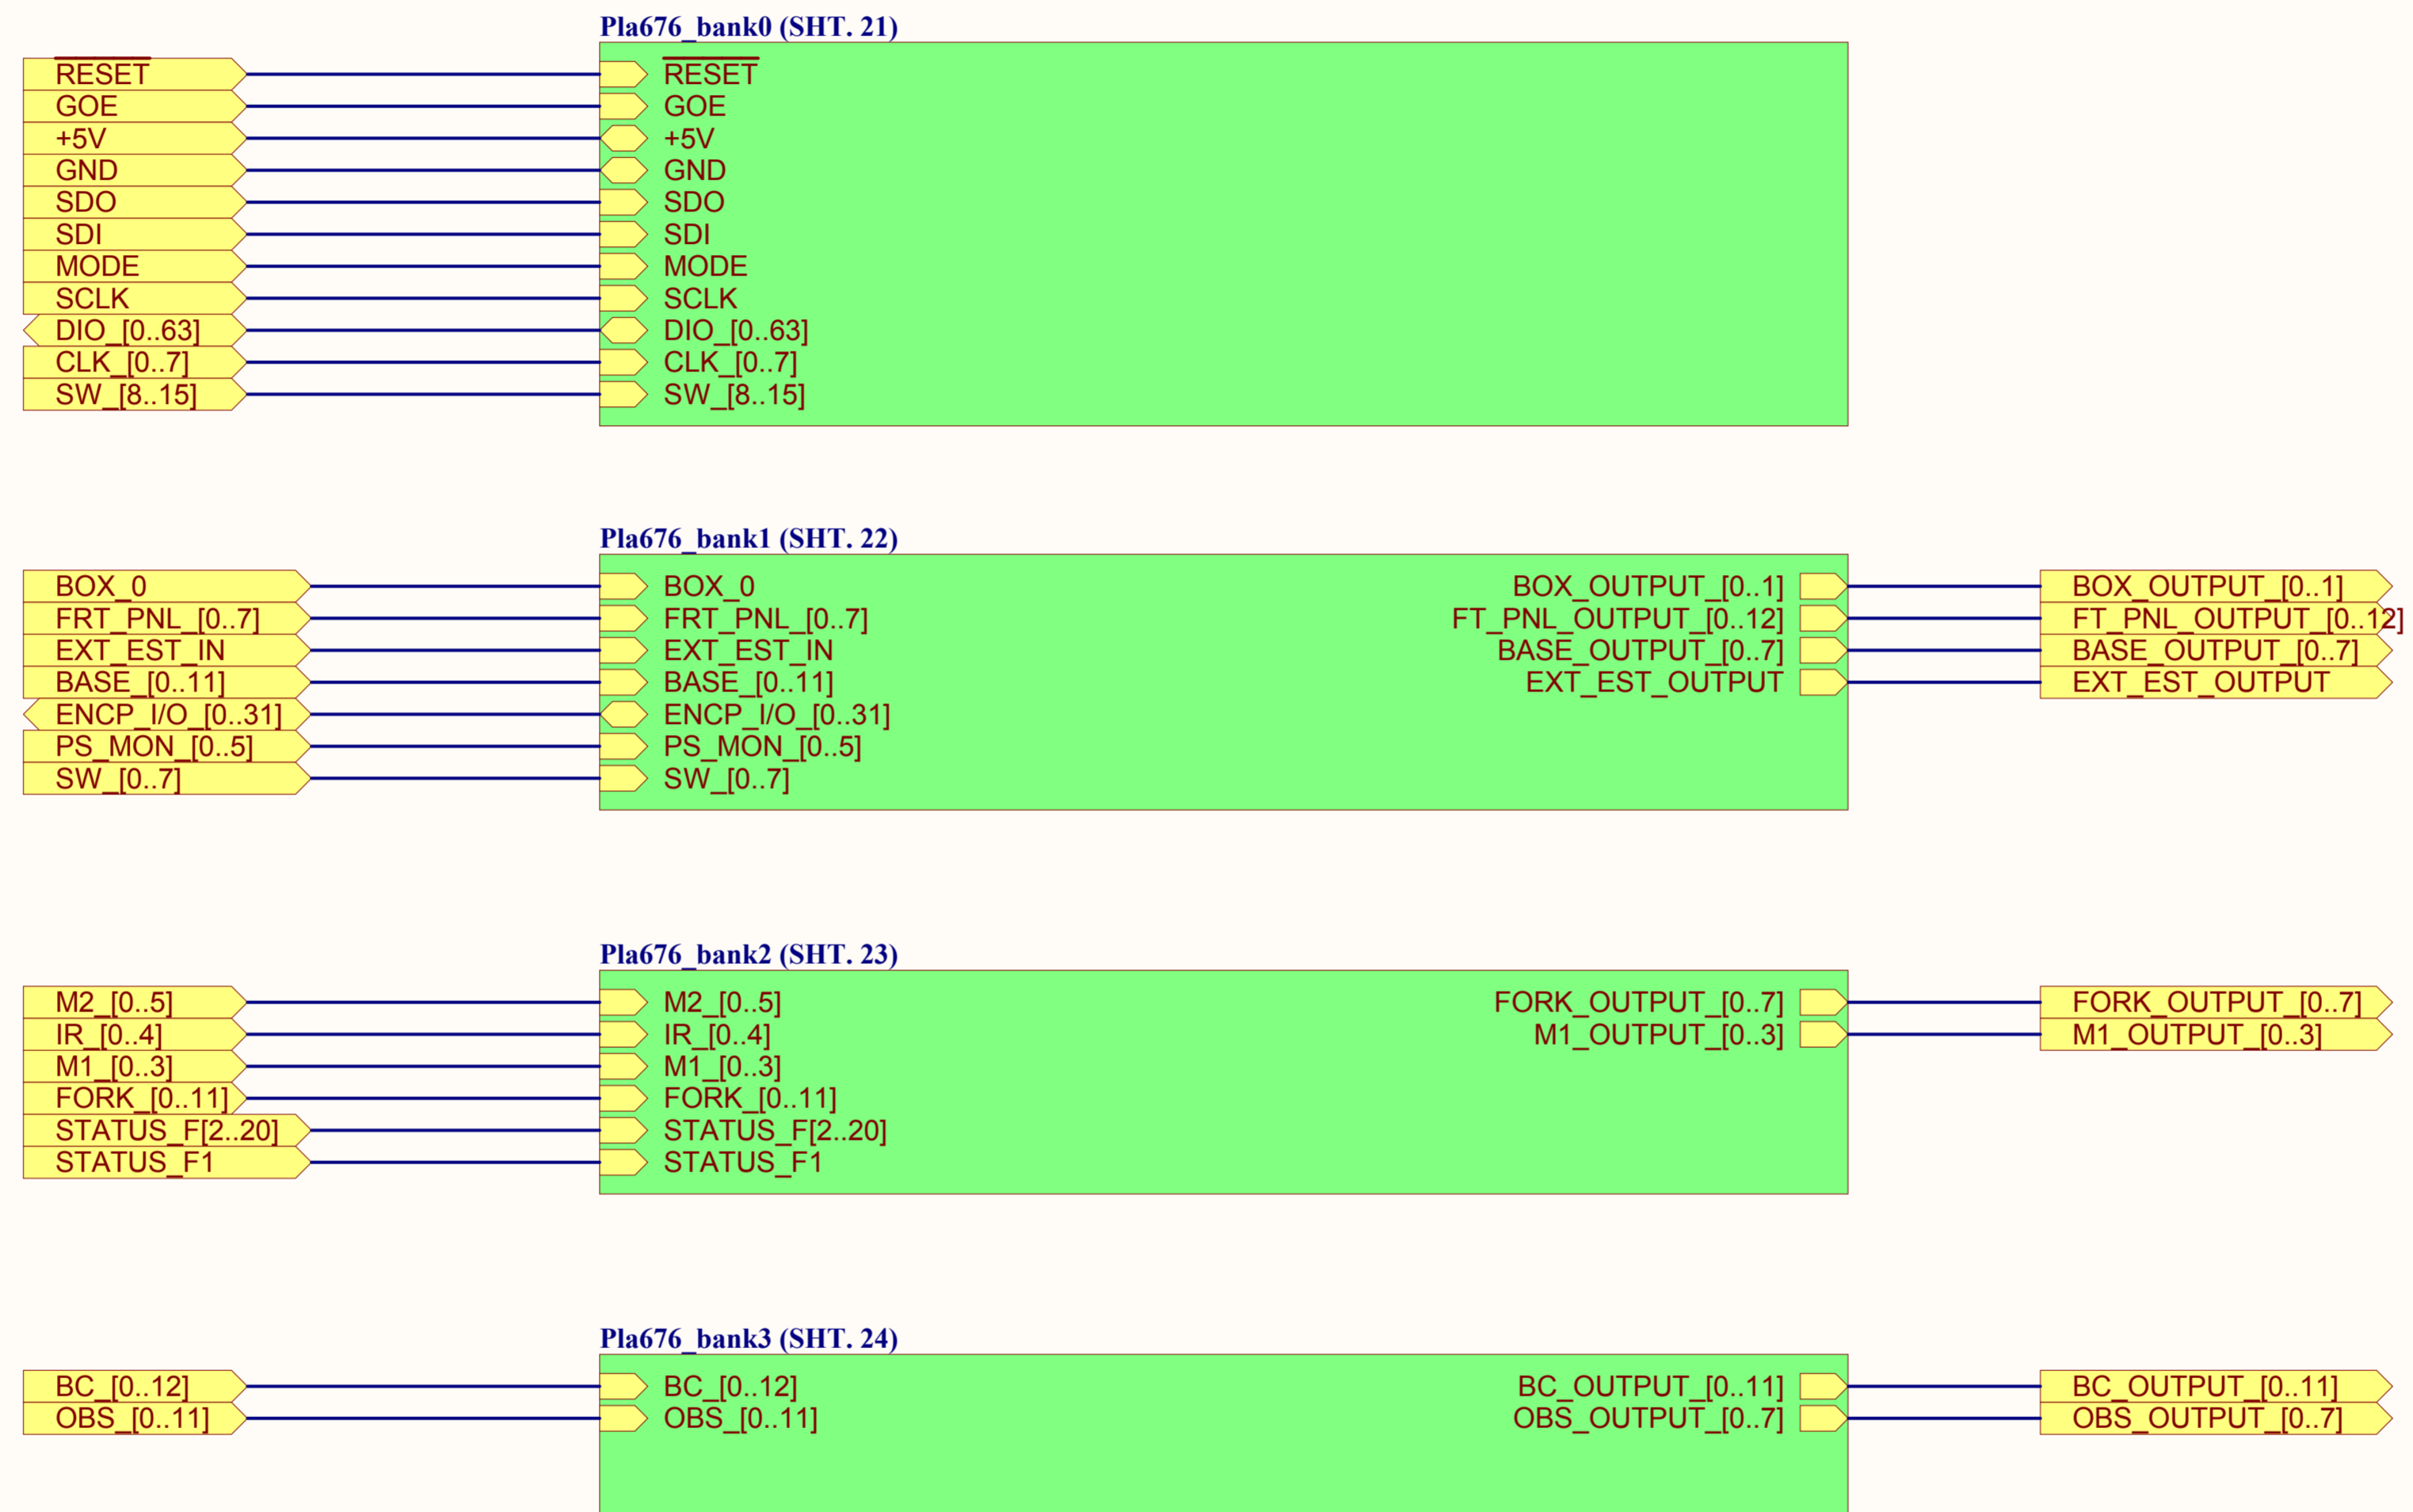 Pla676_bank0 (SHT. 21)
RESET RESET
GOE GOE
+5V +5V
GND GND
SDO SDO
SDI SDI
MODE MODE
SCLK SCLK
DIO_[0..63] DIO_[0..63]
CLK_[0..7] CLK_[0..7]
SW_[8..15] SW_[8..15]
Pla676_bank1 (SHT. 22)
BOX_0 BOX_0 BOX_OUTPUT_[0..1] BOX_OUTPUT_[0..1]
FRT_PNL_[0..7] FRT_PNL_[0..7] FT_PNL_OUTPUT_[0..12] FT_PNL_OUTPUT_[0..12]
EXT_EST_IN EXT_EST_IN BASE_OUTPUT_[0..7] BASE_OUTPUT_[0..7]
BASE_[0..11] BASE_[0..11] EXT_EST_OUTPUT EXT_EST_OUTPUT
ENCP_I/O_[0..31] ENCP_I/O_[0..31]
PS_MON_[0..5] PS_MON_[0..5]
SW_[0..7] SW_[0..7]
Pla676_bank2 (SHT. 23)
M2_[0..5] M2_[0..5] FORK_OUTPUT_[0..7] FORK_OUTPUT_[0..7]
IR_[0..4] IR_[0..4] M1_OUTPUT_[0..3] M1_OUTPUT_[0..3]
M1_[0..3] M1_[0..3]
FORK_[0..11] FORK_[0..11]
STATUS_F[2..20] STATUS_F[2..20]
STATUS_F1 STATUS_F1
Pla676_bank3 (SHT. 24)
BC_[0..12] BC_[0..12] BC_OUTPUT_[0..11] BC_OUTPUT_[0..11]
OBS_[0..11] OBS_[0..11] OBS_OUTPUT_[0..7] OBS_OUTPUT_[0..7]